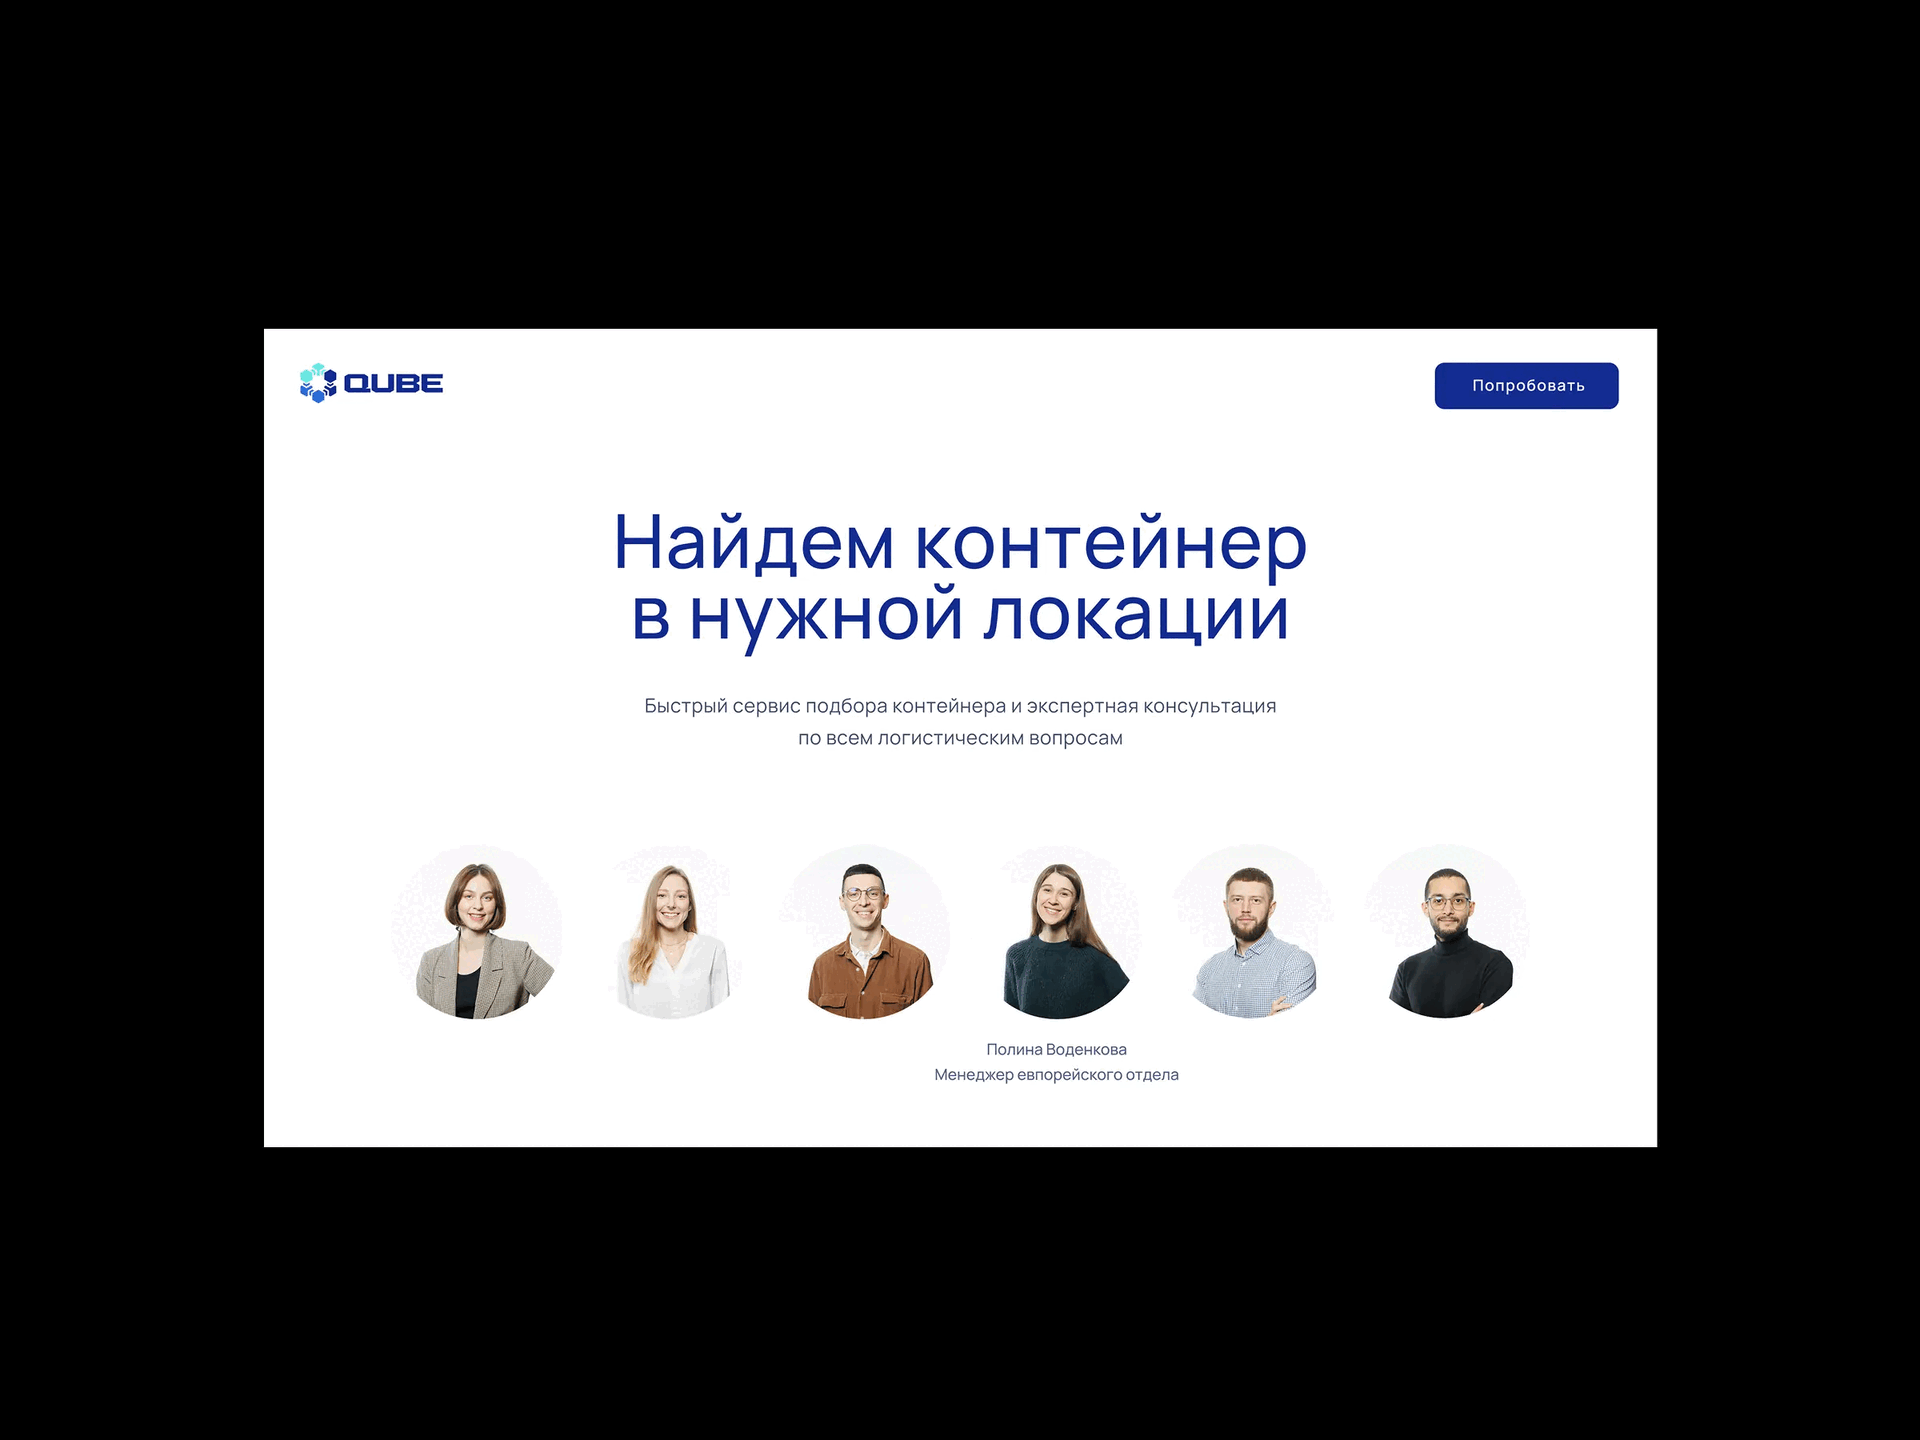 QUBE
Попробовать
Найдем контейнер
в нужной локации
Быстрый сервис подбора контейнера и экспертная консультация
по всем логистическим вопросам
Полина Воденкова
Менеджер евпорейского отдела